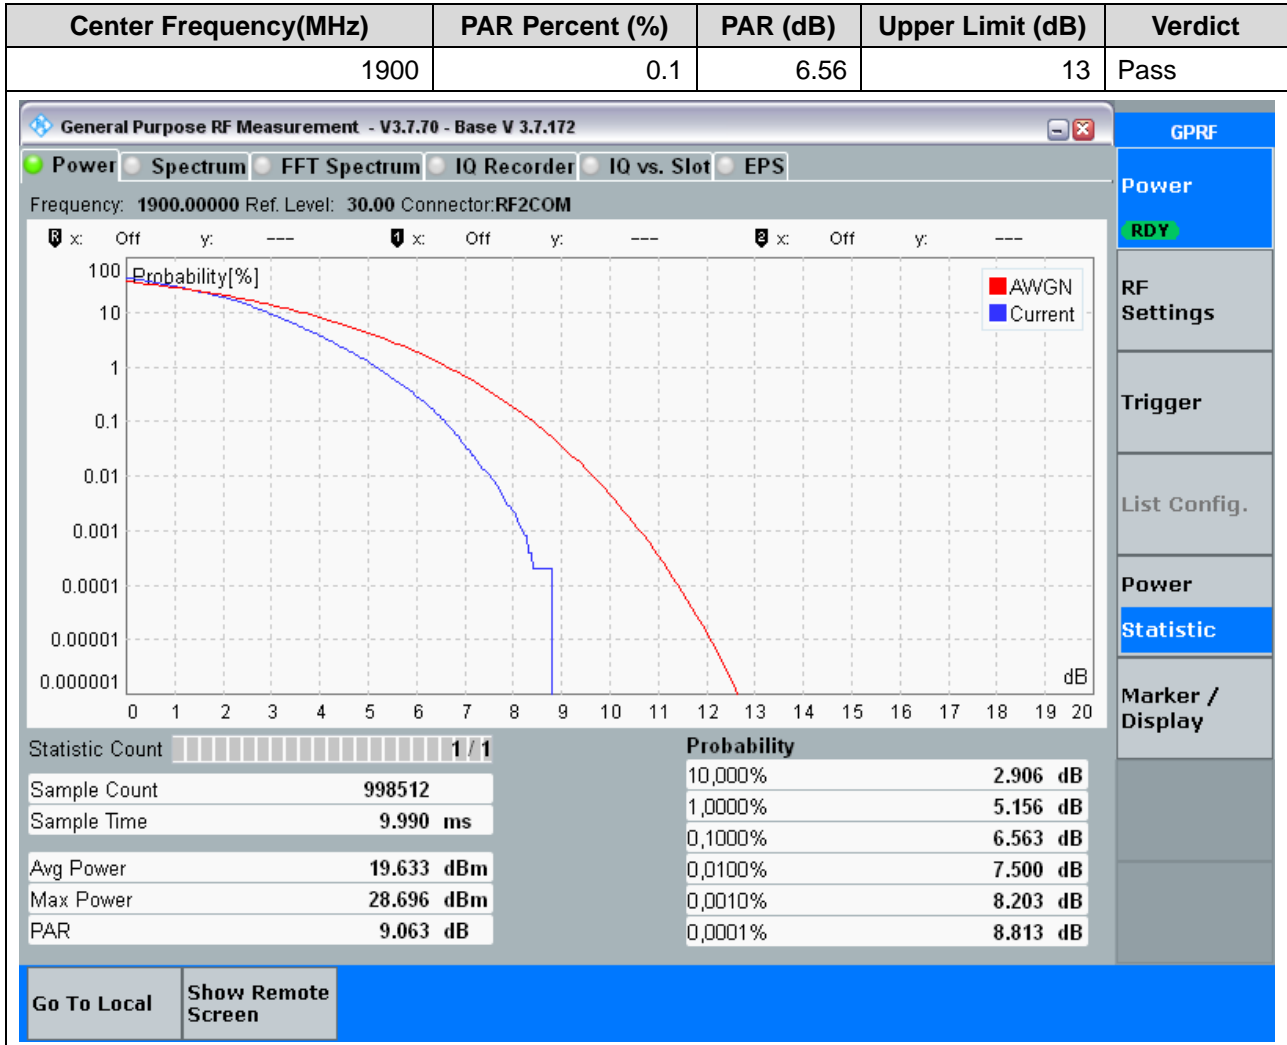 Center Frequency(MHz) PAR Percent (%) PAR (dB) Upper Limit (dB) Verdict
1900 0.1 6.56 13 Pass
General Purpose RF Measurement - V3.7.70 - Base V 3.7.172
GPRF
Power Spectrum FFT Spectrum IQ Recorder IQ vs. Slot EPS
Frequency: 1900.00000 Ref. Level: 30.00 Connector:RF2COM
R x: Off y: --- 1 x: Off y: --- 2 x: Off y: ---
Probability[%]
AWGN
Current
100
10
1
0.1
0.01
0.001
0.0001
0.00001
0.000001
dB
0 1 2 3 4 5 6 7 8 9 10 11 12 13 14 15 16 17 18 19 20
Power
RDY
RF
Settings
Trigger
List Config.
Power
Statistic
Marker /
Display
Statistic Count 1 / 1
Sample Count 998512
Sample Time 9.990 ms
Avg Power 19.633 dBm
Max Power 28.696 dBm
PAR 9.063 dB
Probability
10,000% 2.906 dB
1,0000% 5.156 dB
0,1000% 6.563 dB
0,0100% 7.500 dB
0,0010% 8.203 dB
0,0001% 8.813 dB
Go To Local
Show Remote
Screen